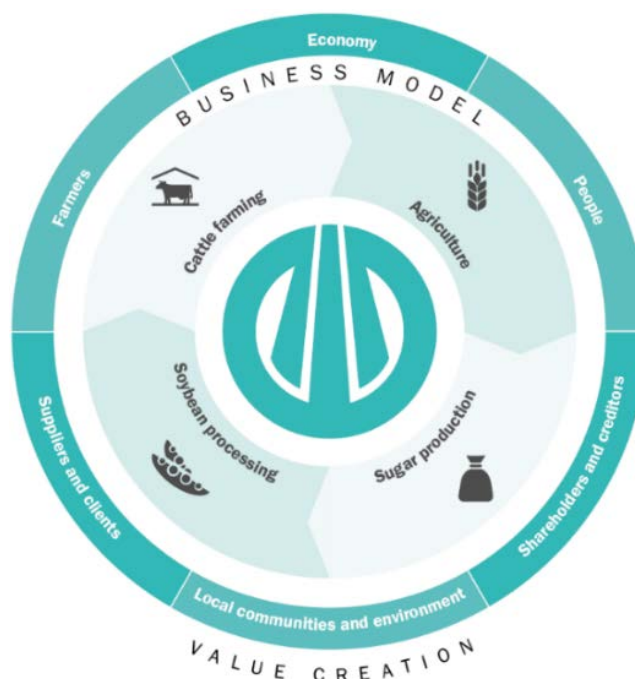 Economy
BUSINESS MODEL
Farmers
People
Cattle farming
Agriculture
Soybean processing
Sugar production
Suppliers and clients
Shareholders and creditors
Local communities and environment
VALUE CREATION